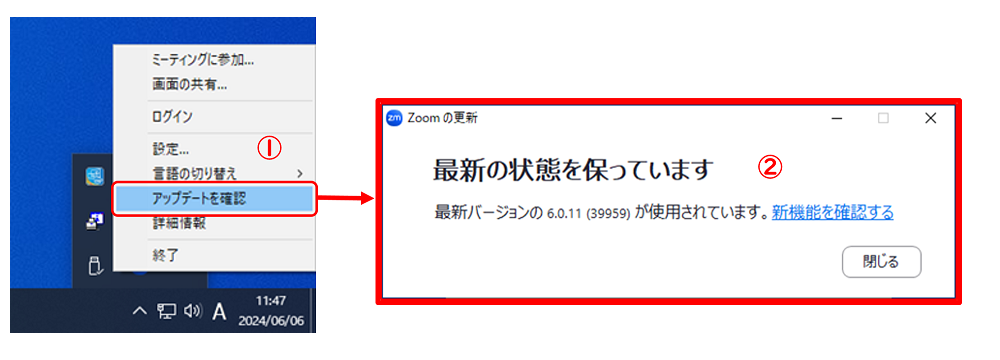 ミーティングに参加...
画面の共有...
ログイン
設定...
①
言語の切り替え
アップデートを確認
詳細情報
終了
A
11:47
2024/06/06
zm Zoom の更新
最新の状態を保っています
②
最新バージョンの 6.0.11 (39959) が使用されています。新機能を確認する
閉じる